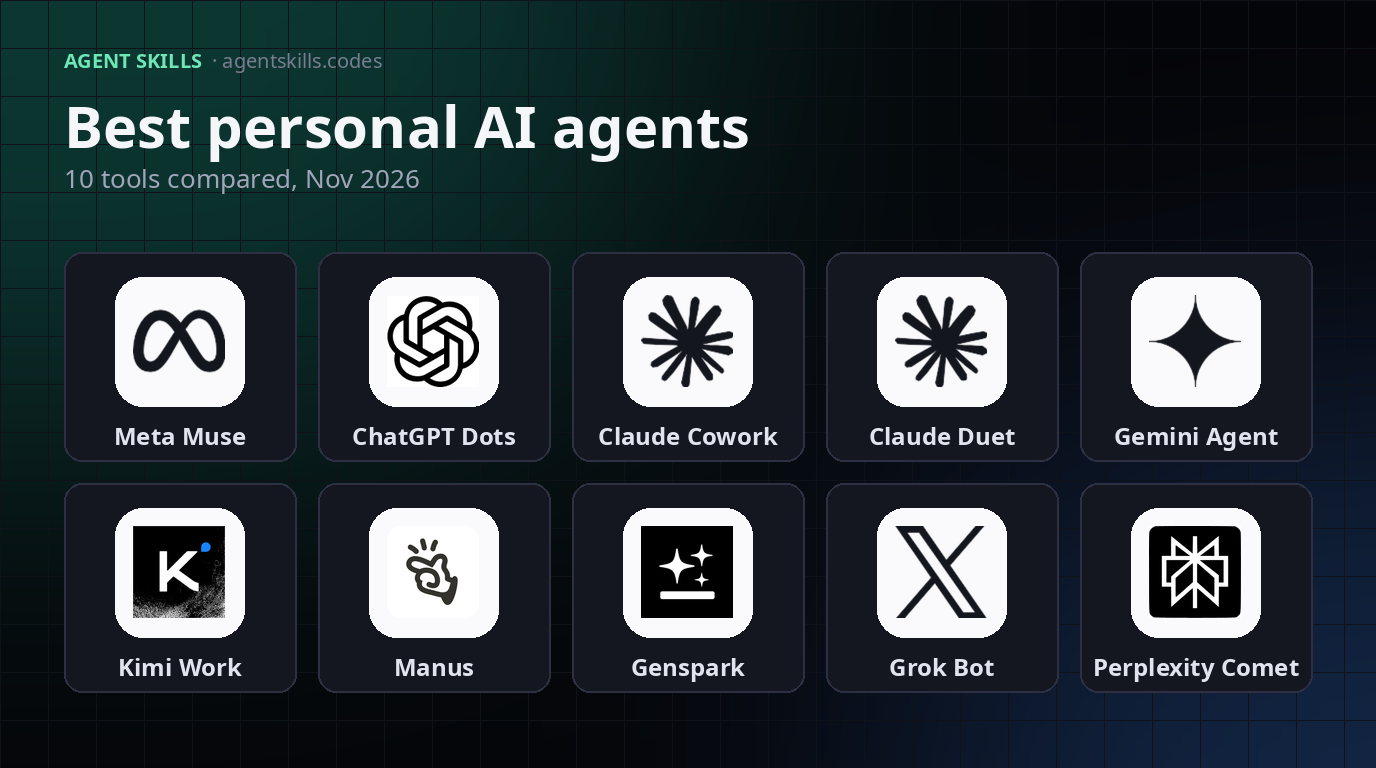 AGENT SKILLS · agentskills.codes
Best personal AI agents
10 tools compared, Nov 2026
Meta Muse
ChatGPT Dots
Claude Cowork
Claude Duet
Gemini Agent
Kimi Work
Manus
Genspark
Grok Bot
Perplexity Comet